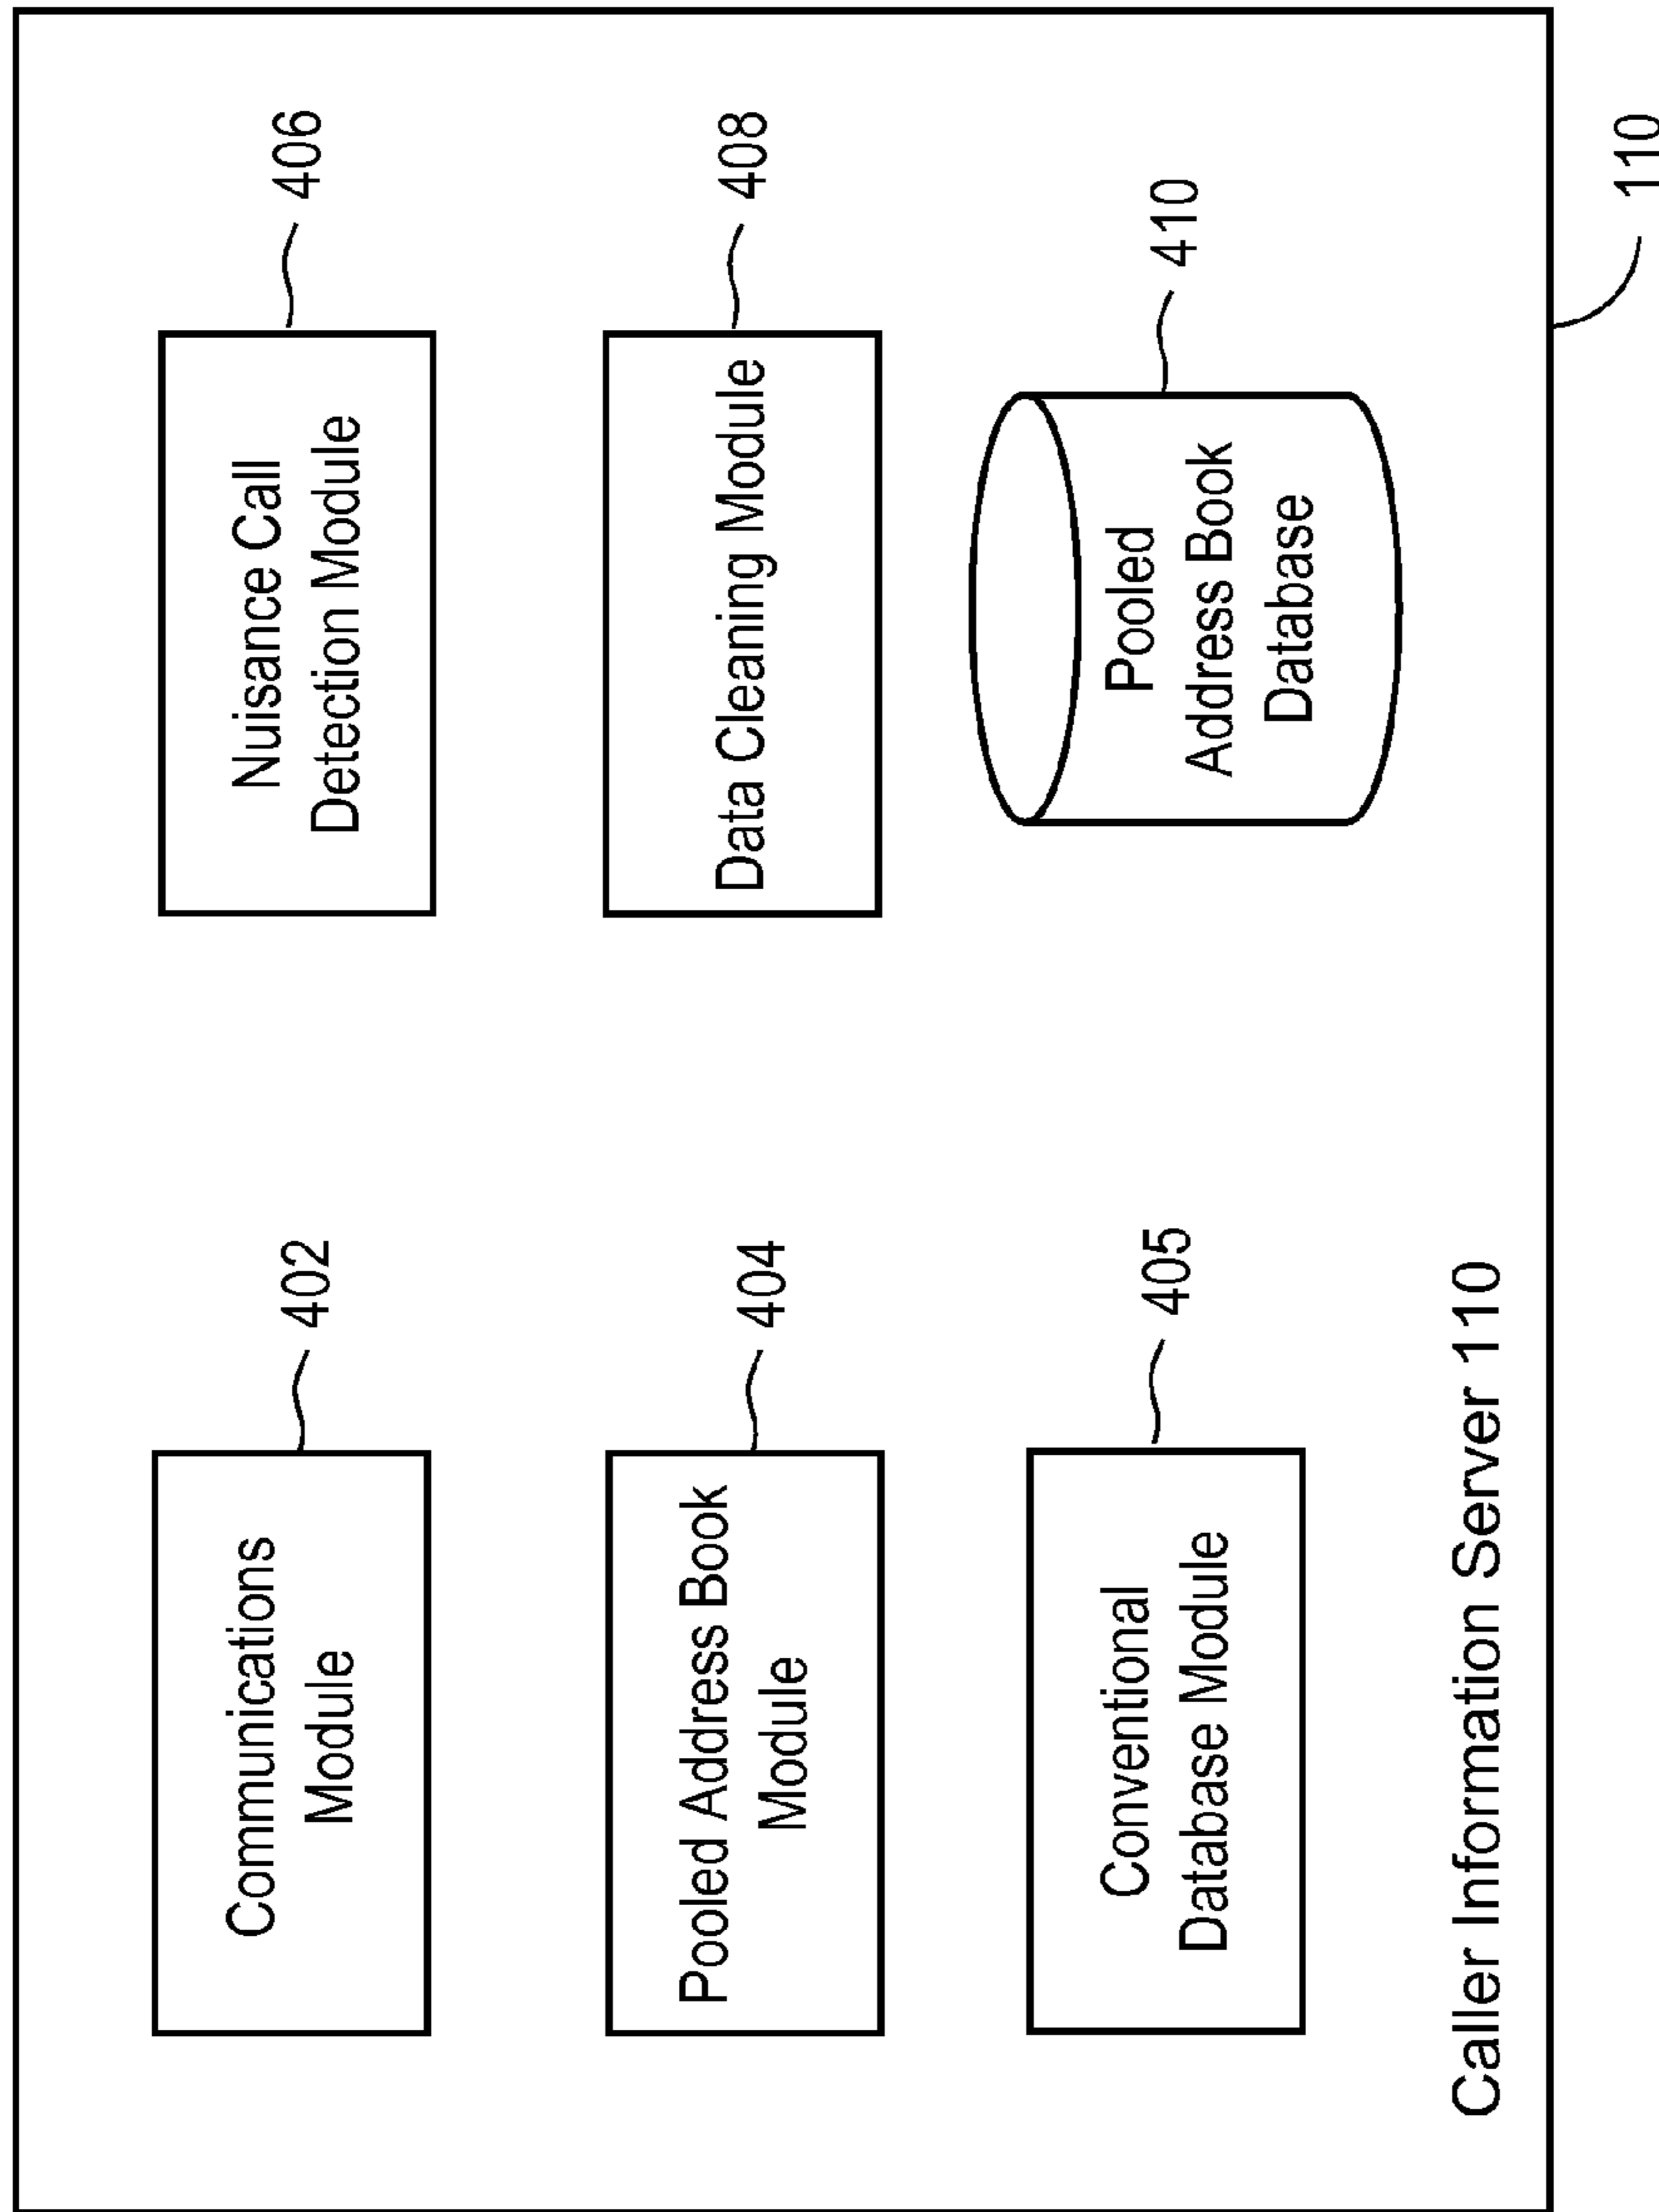 402
Communications
Module
404
Pooled Address Book
Module
405
Conventional
Database Module
406
Nuisance Call
Detection Module
408
Data Cleaning Module
410
Pooled
Address Book
Database
Caller Information Server 110
110